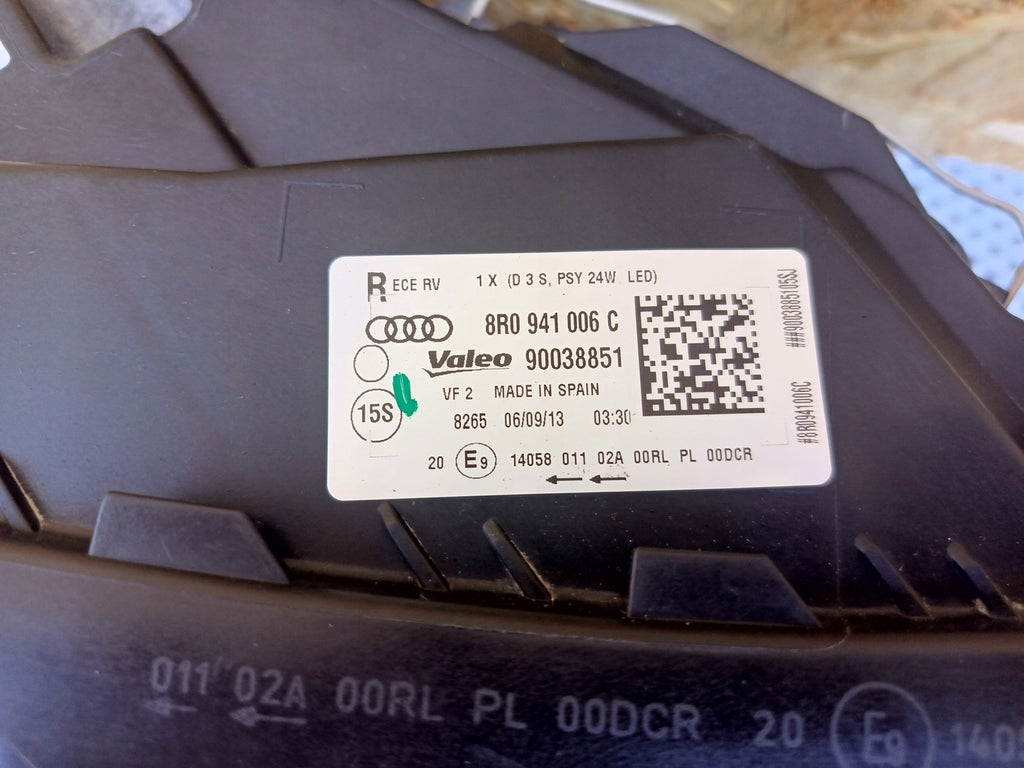 R ECE RV 1 X (D 3 S, PSY 24W LED)
8R0 941 006 C
Valeo 90038851
VF 2 MADE IN SPAIN
15S
8265 06/09/13 03:30
20 E9 14058 011 02A 00RL PL 00DCR
###9003885105SJ
#8R0941006C
011 02A 00RL PL 00DCR 20 E9